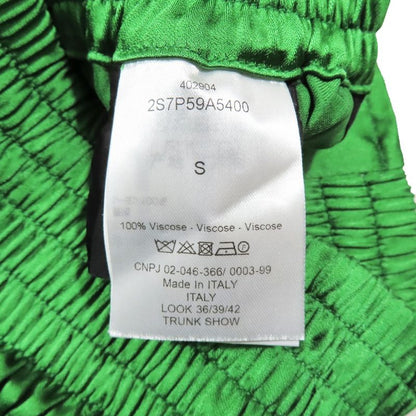 402904
2S7P59A5400
S
100% Viscose - Viscose - Viscose
CNPJ 02-046-366/ 0003-99
Made in ITALY
ITALY
LOOK 36/39/42
TRUNK SHOW